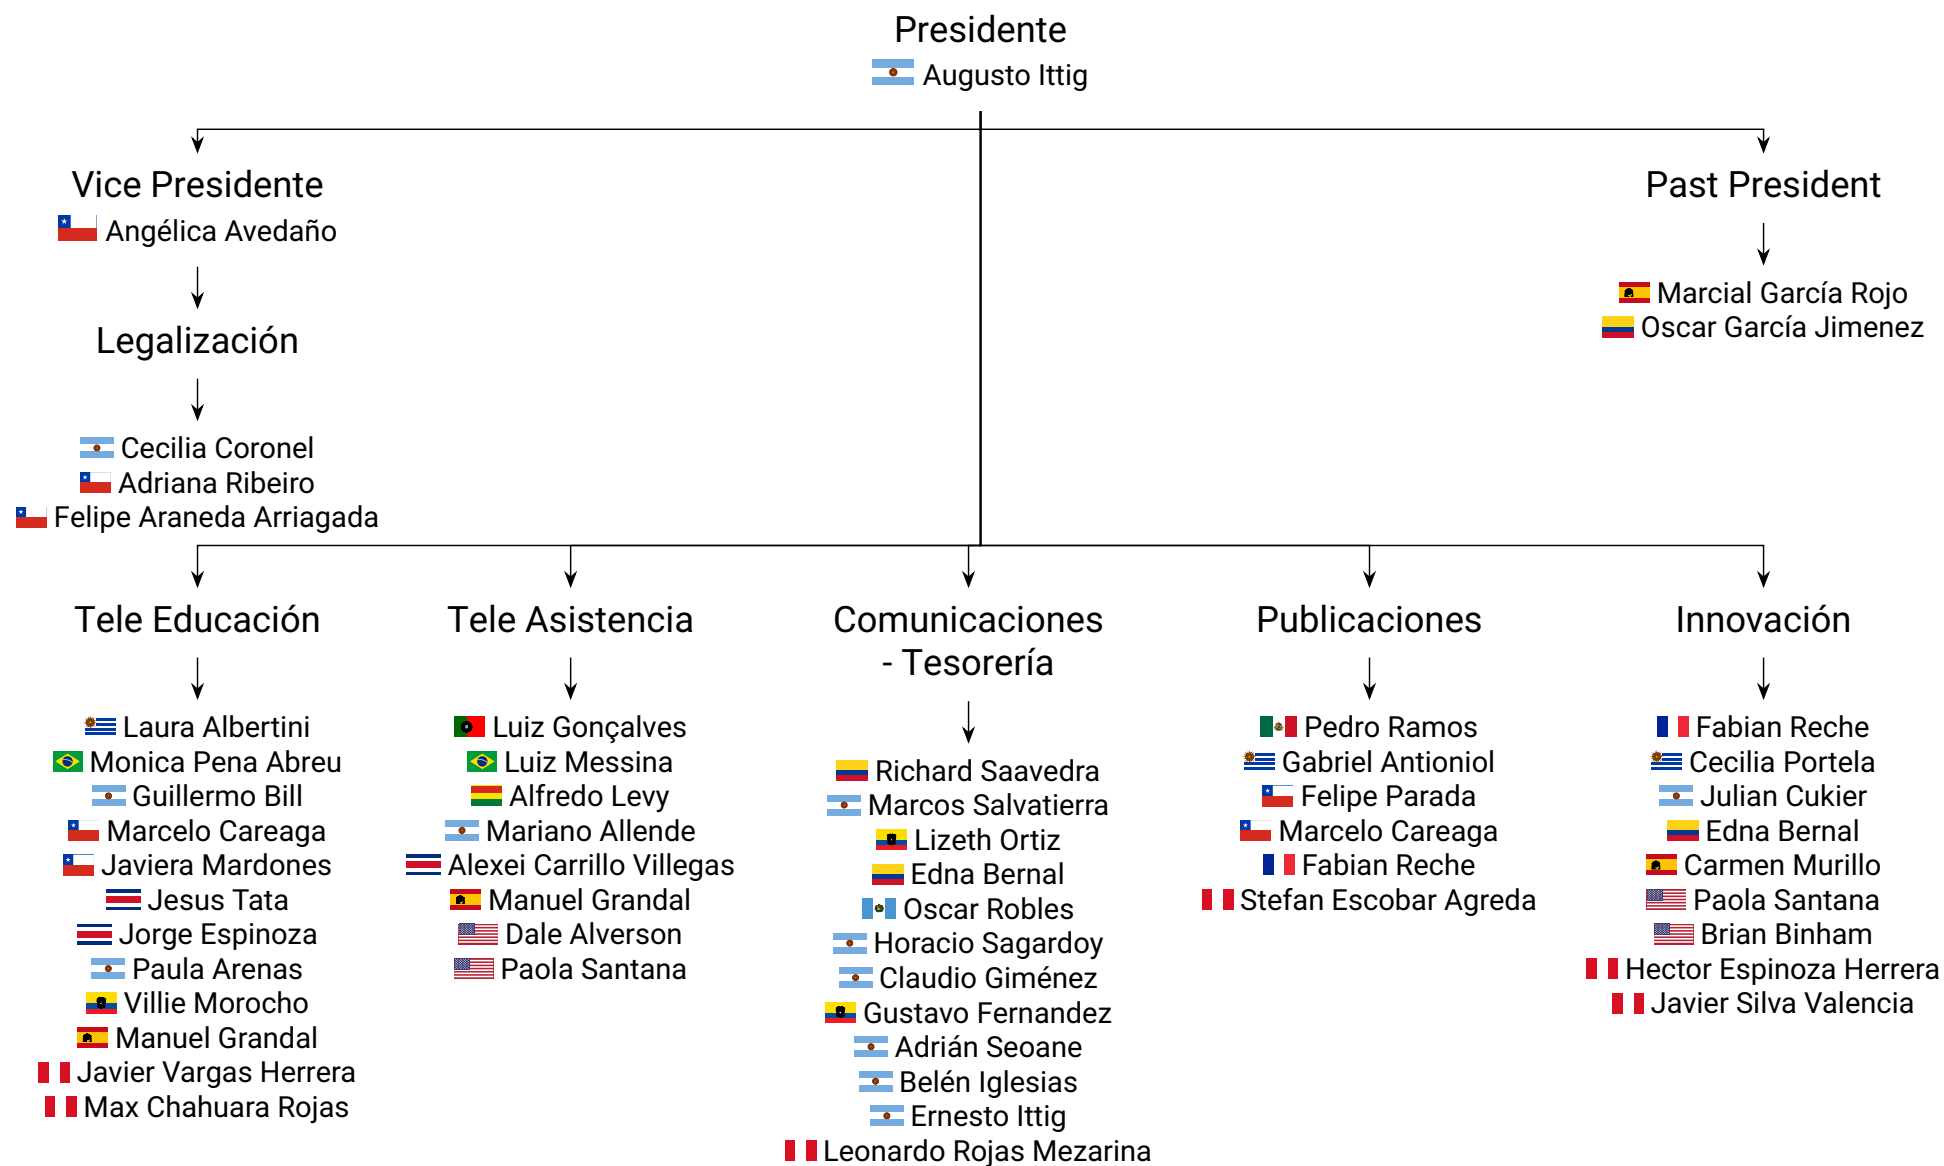 Presidente
Augusto Ittig
Vice Presidente
Angélica Avedaño
Past President
Marcial García Rojo
Oscar García Jimenez
Legalización
Cecilia Coronel
Adriana Ribeiro
Felipe Araneda Arriagada
Tele Educación
Laura Albertini
Monica Pena Abreu
Guillermo Bill
Marcelo Careaga
Javiera Mardones
Jesus Tata
Jorge Espinoza
Paula Arenas
Villie Morocho
Manuel Grandal
Javier Vargas Herrera
Max Chahuara Rojas
Tele Asistencia
Luiz Gonçalves
Luiz Messina
Alfredo Levy
Mariano Allende
Alexei Carrillo Villegas
Manuel Grandal
Dale Alverson
Paola Santana
Comunicaciones
- Tesorería
Richard Saavedra
Marcos Salvatierra
Lizeth Ortiz
Edna Bernal
Oscar Robles
Horacio Sagardoy
Claudio Giménez
Gustavo Fernandez
Adrián Seoane
Belén Iglesias
Ernesto Ittig
Leonardo Rojas Mezarina
Publicaciones
Pedro Ramos
Gabriel Antioniol
Felipe Parada
Marcelo Careaga
Fabian Reche
Stefan Escobar Agreda
Innovación
Fabian Reche
Cecilia Portela
Julian Cukier
Edna Bernal
Carmen Murillo
Paola Santana
Brian Binham
Hector Espinoza Herrera
Javier Silva Valencia